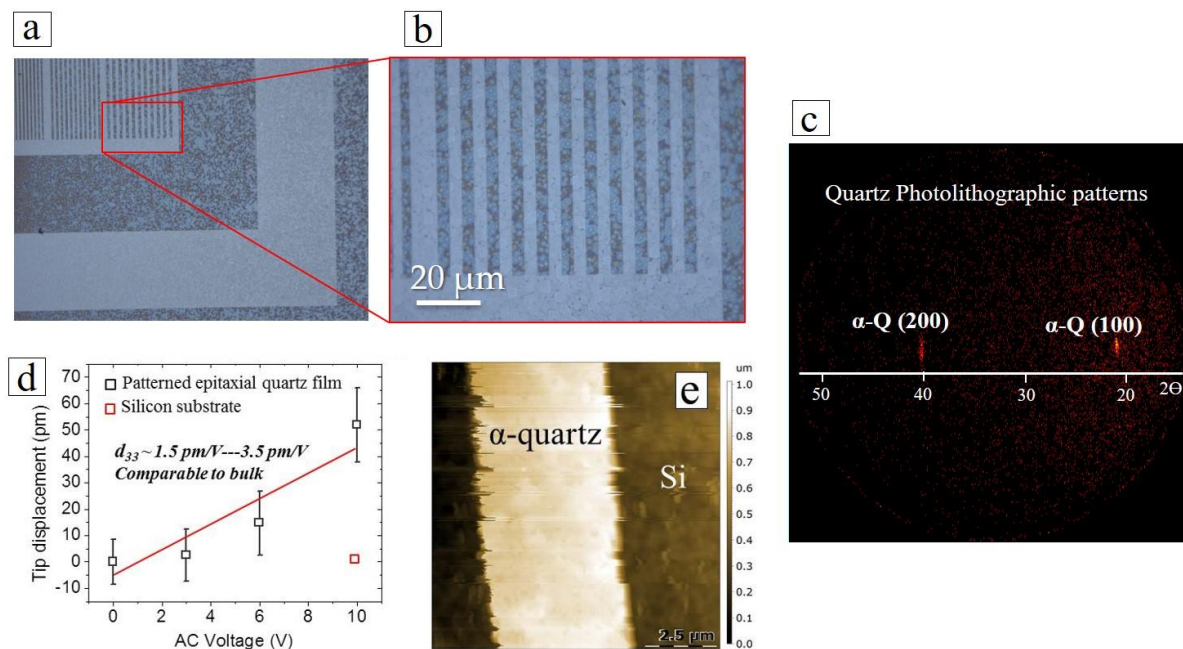 a
b
20 μm
c
Quartz Photolithographic patterns
α-Q (200)
α-Q (100)
50
40
30
20
2Θ
d
70
60
50
40
30
20
10
0
-10
Patterned epitaxial quartz film
Silicon substrate
d33 ~ 1.5 pm/V---3.5 pm/V
Comparable to bulk
Tip displacement (pm)
0
2
4
6
8
10
AC Voltage (V)
e
α-quartz
Si
2.5 μm
um
1.0
0.9
0.8
0.7
0.6
0.5
0.4
0.3
0.2
0.1
0.0